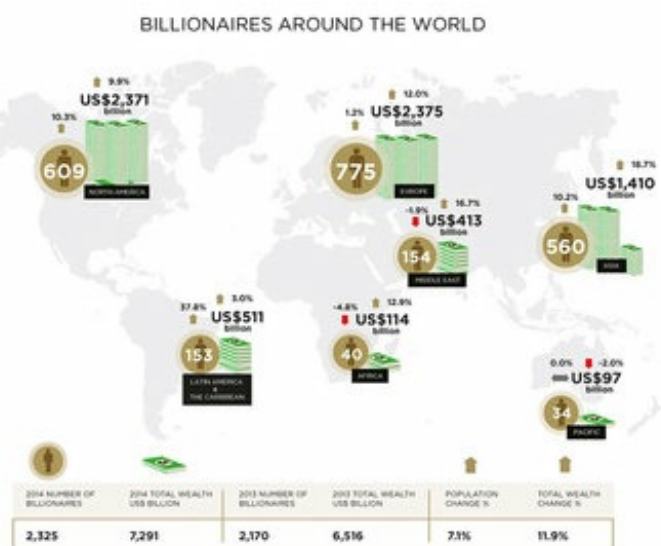 BILLIONAIRES AROUND THE WORLD
9.9%
US$2,371
billion
10.3%
609
NORTH AMERICA
12.0%
1.2%
US$2,375
billion
775
EUROPE
18.7%
US$1,410
billion
10.2%
560
ASIA
16.7%
-1.9%
US$413
billion
154
MIDDLE EAST
3.0%
37.8%
US$511
billion
153
LATIN AMERICA
&
THE CARIBBEAN
12.9%
-4.8%
US$114
billion
40
AFRICA
0.0%
-2.0%
US$97
billion
34
PACIFIC
2014 NUMBER OF BILLIONAIRES
2014 TOTAL WEALTH US$ BILLION
2013 NUMBER OF BILLIONAIRES
2013 TOTAL WEALTH US$ BILLION
POPULATION CHANGE %
TOTAL WEALTH CHANGE %
2,325
7,291
2,170
6,516
7.1%
11.9%